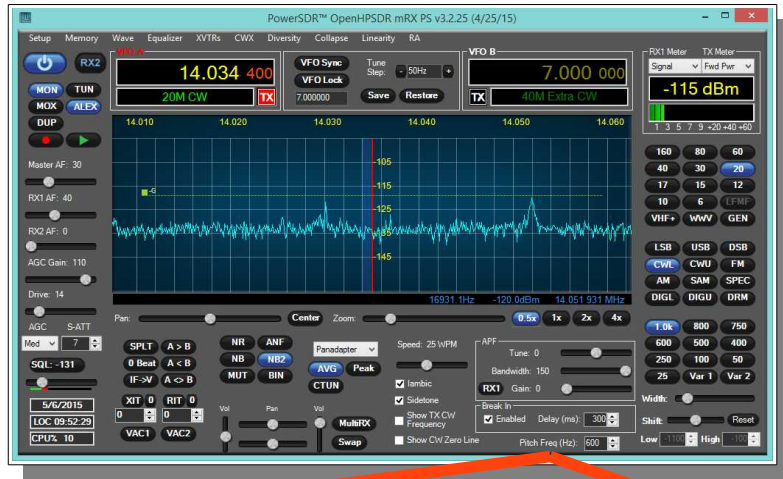 PowerSDR™ OpenHPSDR mRX PS v3.2.25 (4/25/15)
Setup Memory Wave Equalizer XVTRs CWX Diversity Collapse Linearity RA
RX2
MON TUN
MOX ALEX
DUP
VFO A
14.034 400
20M CW TX
VFO Sync
VFO Lock
Tune
Step: - 50Hz +
7.000000 Save Restore
VFO B
7.000 000
TX 40M Extra CW
RX1 Meter TX Meter
Signal Fwd Pwr
-115 dBm
1 3 5 7 9 +20 +40 +60
14.010 14.020 14.030 14.040 14.050 14.060
-105
-115
-125
-135
-145
-G
16931.1Hz -120.0dBm 14.051 931 MHz
Master AF: 30
RX1 AF: 40
RX2 AF: 0
AGC Gain: 110
Drive: 14
AGC S-ATT
Med 7
SQL: -131
5/6/2015
LOC 09:52:29
CPU% 10
Pan: Center Zoom: 0.5x 1x 2x 4x
SPLT A > B
0 Beat A < B
IF->V A <> B
XIT 0 RIT 0
0 0
VAC1 VAC2
NR ANF
NB NB2
MUT BIN
Panadapter
AVG Peak
CTUN
Vol Pan Vol
MultiRX
Swap
Speed: 25 WPM
Iambic
Sidetone
Show TX CW
Frequency
Show CW Zero Line
APF
Tune: 0
Bandwidth: 150
RX1 Gain: 0
Break In
Enabled Delay (ms): 300
Pitch Freq (Hz): 600
160 80 60
40 30 20
17 15 12
10 6 LFMF
VHF+ WWV GEN
LSB USB DSB
CWL CWU FM
AM SAM SPEC
DIGL DIGU DRM
1.0k 800 750
600 500 400
250 100 50
25 Var 1 Var 2
Width:
Shift: Reset
Low -1100 High -100